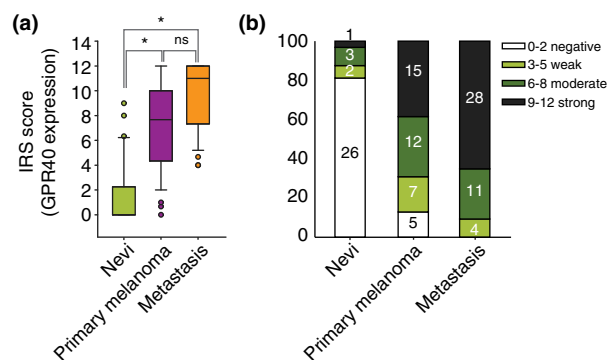 (a)
*
*
ns
IRS score
(GPR40 expression)
14
12
10
8
6
4
2
0
Nevi
Primary melanoma
Metastasis
(b)
100
80
60
40
20
0
1
3
2
26
15
12
7
5
28
11
4
Nevi
Primary melanoma
Metastasis
0-2 negative
3-5 weak
6-8 moderate
9-12 strong